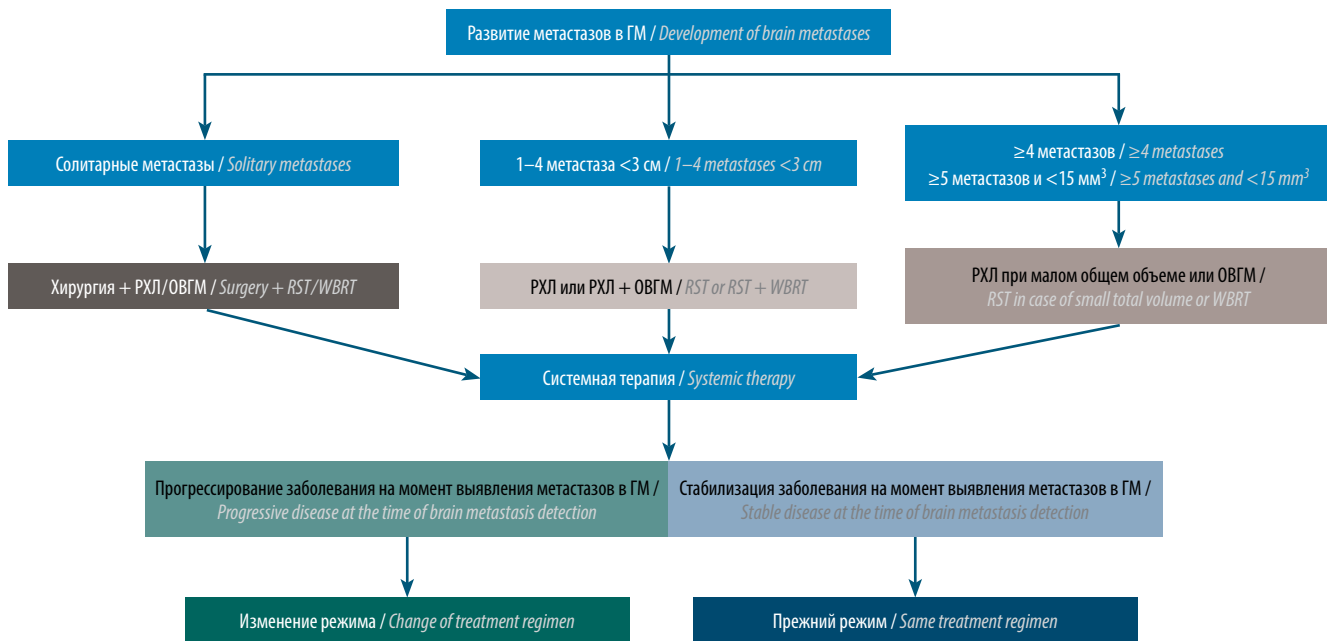 Развитие метастазов в ГМ / Development of brain metastases
Солитарные метастазы / Solitary metastases
1–4 метастаза <3 см / 1–4 metastases <3 cm
≥4 метастазов / ≥4 metastases
≥5 метастазов и <15 мм³ / ≥5 metastases and <15 mm³
Хирургия + РХЛ/ОВГМ / Surgery + RST/WBRT
РХЛ или РХЛ + ОВГМ / RST or RST + WBRT
РХЛ при малом общем объеме или ОВГМ /
RST in case of small total volume or WBRT
Системная терапия / Systemic therapy
Прогрессирование заболевания на момент выявления метастазов в ГМ /
Progressive disease at the time of brain metastasis detection
Стабилизация заболевания на момент выявления метастазов в ГМ /
Stable disease at the time of brain metastasis detection
Изменение режима / Change of treatment regimen
Прежний режим / Same treatment regimen